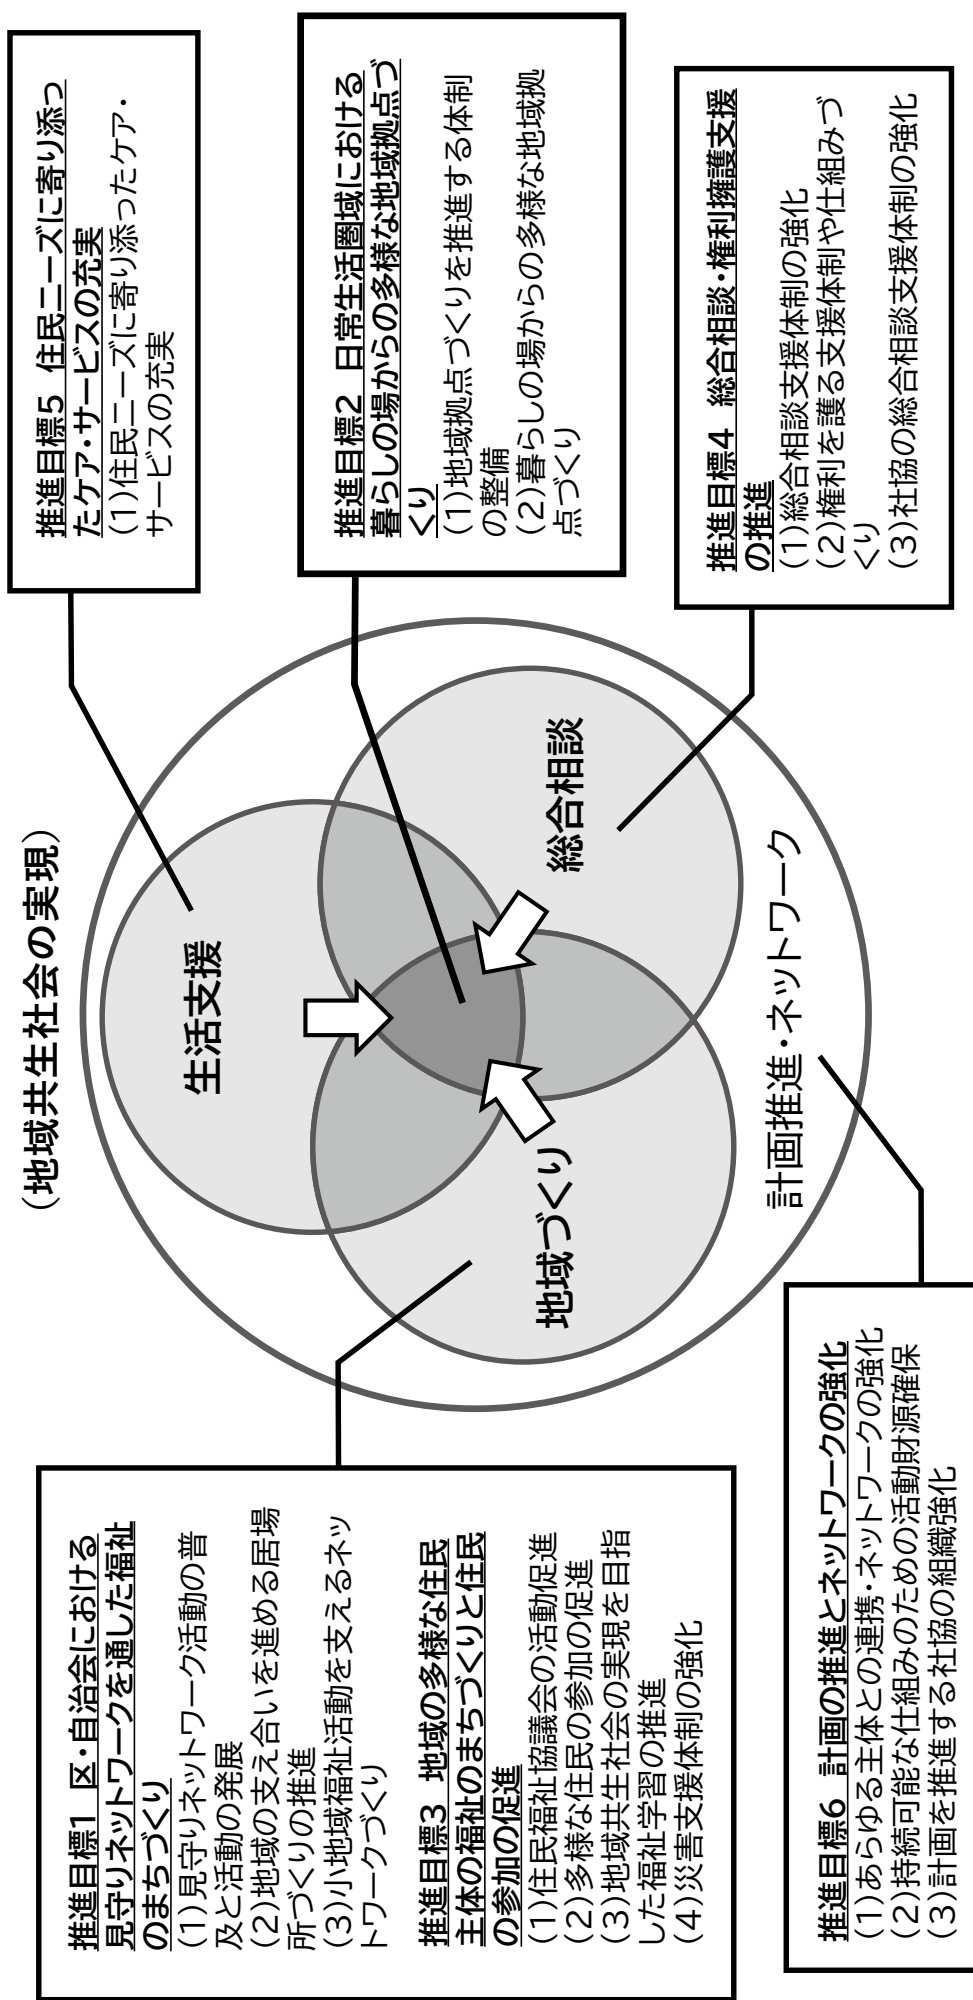 （地域共生社会の実現）
推進目標1　区・自治会における
見守りネットワークを通した福祉
のまちづくり
（1）見守りネットワーク活動の普
及と活動の発展
（2）地域の支え合いを進める居場
所づくりの推進
（3）小地域福祉活動を支えるネッ
トワークづくり
推進目標3　地域の多様な住民
主体の福祉のまちづくりと住民
の参加の促進
（1）住民福祉協議会の活動促進
（2）多様な住民の参加の促進
（3）地域共生社会の実現を目指
した福祉学習の推進
（4）災害支援体制の強化
推進目標6　計画の推進とネットワークの強化
（1）あらゆる主体との連携・ネットワークの強化
（2）持続可能な仕組みのための活動財源確保
（3）計画を推進する社協の組織強化
生活支援
地域づくり
総合相談
計画推進・ネットワーク
推進目標5　住民ニーズに寄り添っ
たケア・サービスの充実
（1）住民ニーズに寄り添ったケア・
サービスの充実
推進目標2　日常生活圏域における
暮らしの場からの多様な地域拠点づ
くり
（1）地域拠点づくりを推進する体制
の整備
（2）暮らしの場からの多様な地域拠
点づくり
推進目標4　総合相談・権利擁護支援
の推進
（1）総合相談支援体制の強化
（2）権利を護る支援体制や仕組みづ
くり
（3）社協の総合相談支援体制の強化